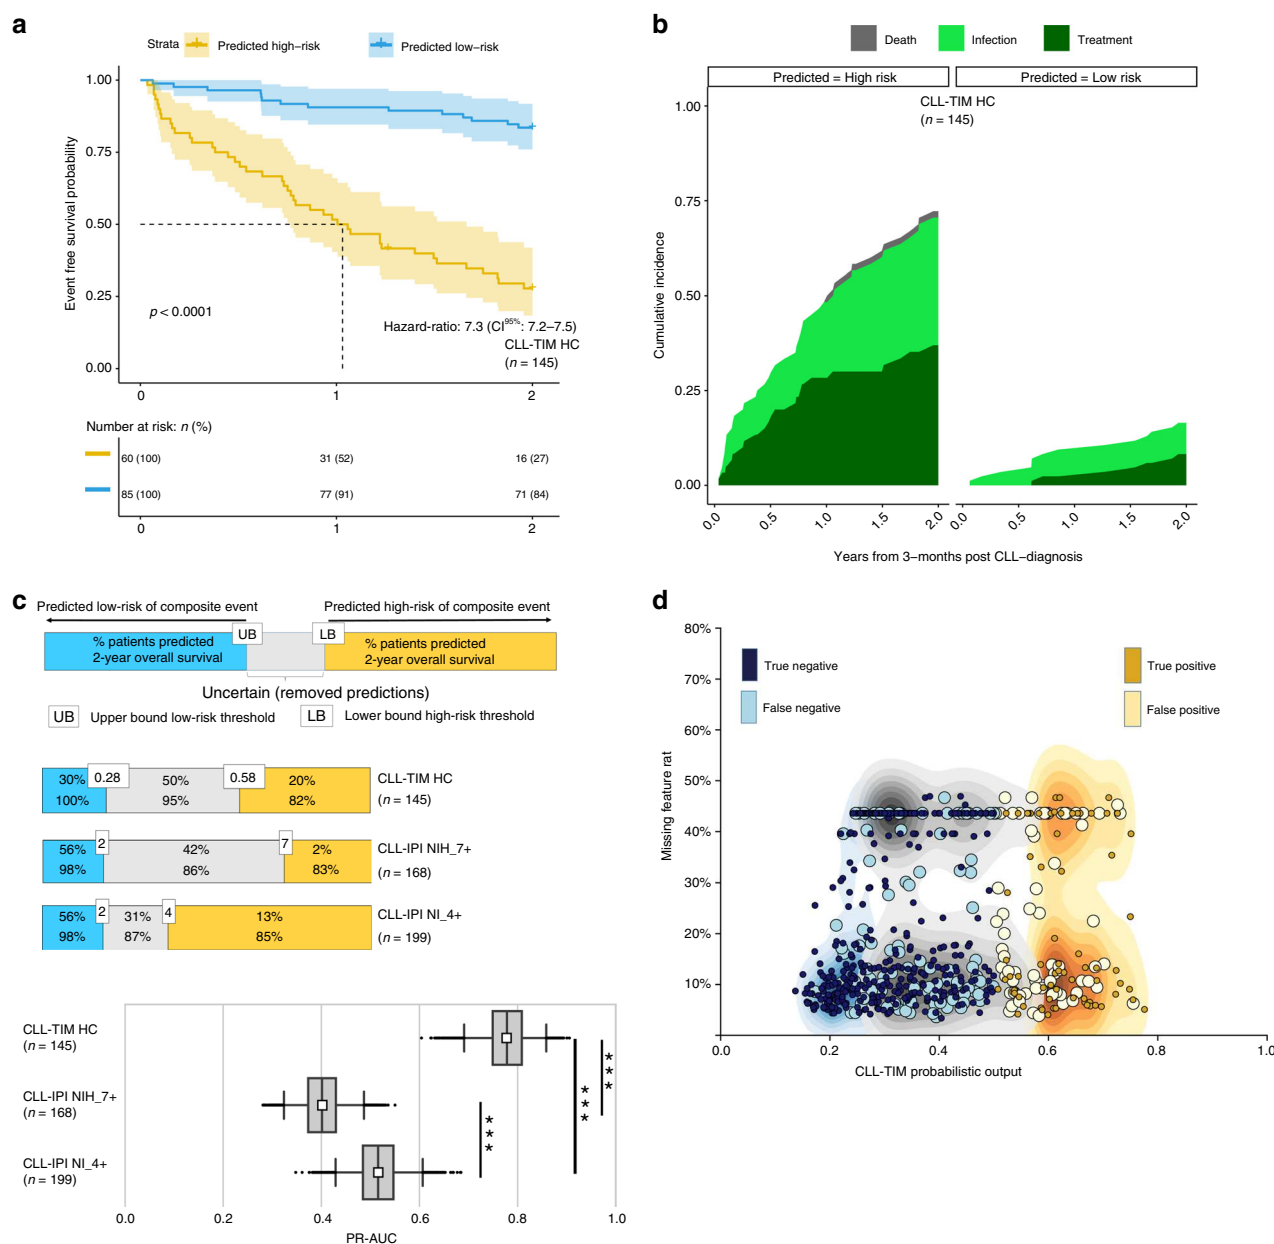 a
Strata
Predicted high–risk
Predicted low–risk
Event free survival probability
1.00
0.75
0.50
0.25
0.00
p < 0.0001
Hazard-ratio: 7.3 (CI95%: 7.2–7.5)
CLL-TIM HC
(n = 145)
0
1
2
Number at risk: n (%)
60 (100)
31 (52)
16 (27)
85 (100)
77 (91)
71 (84)
0
1
2
b
Death
Infection
Treatment
Predicted = High risk
Predicted = Low risk
CLL-TIM HC
(n = 145)
Cumulative incidence
1.00
0.75
0.50
0.25
0.00
0.0
0.5
1.0
1.5
2.0
0.0
0.5
1.0
1.5
2.0
Years from 3–months post CLL–diagnosis
c
Predicted low-risk of composite event
Predicted high-risk of composite event
UB
LB
% patients predicted
2-year overall survival
% patients predicted
2-year overall survival
Uncertain (removed predictions)
UB
Upper bound low-risk threshold
LB
Lower bound high-risk threshold
30%
0.28
50%
0.58
20%
100%
95%
82%
CLL-TIM HC
(n = 145)
56%
2
42%
7
2%
98%
86%
83%
CLL-IPI NIH_7+
(n = 168)
56%
2
31%
4
13%
98%
87%
85%
CLL-IPI NI_4+
(n = 199)
CLL-TIM HC
(n = 145)
CLL-IPI NIH_7+
(n = 168)
CLL-IPI NI_4+
(n = 199)
***
***
***
0.0
0.2
0.4
0.6
0.8
1.0
PR-AUC
d
True negative
False negative
True positive
False positive
Missing feature rat
80%
70%
60%
50%
40%
30%
20%
10%
0.0
0.2
0.4
0.6
0.8
1.0
CLL-TIM probabilistic output